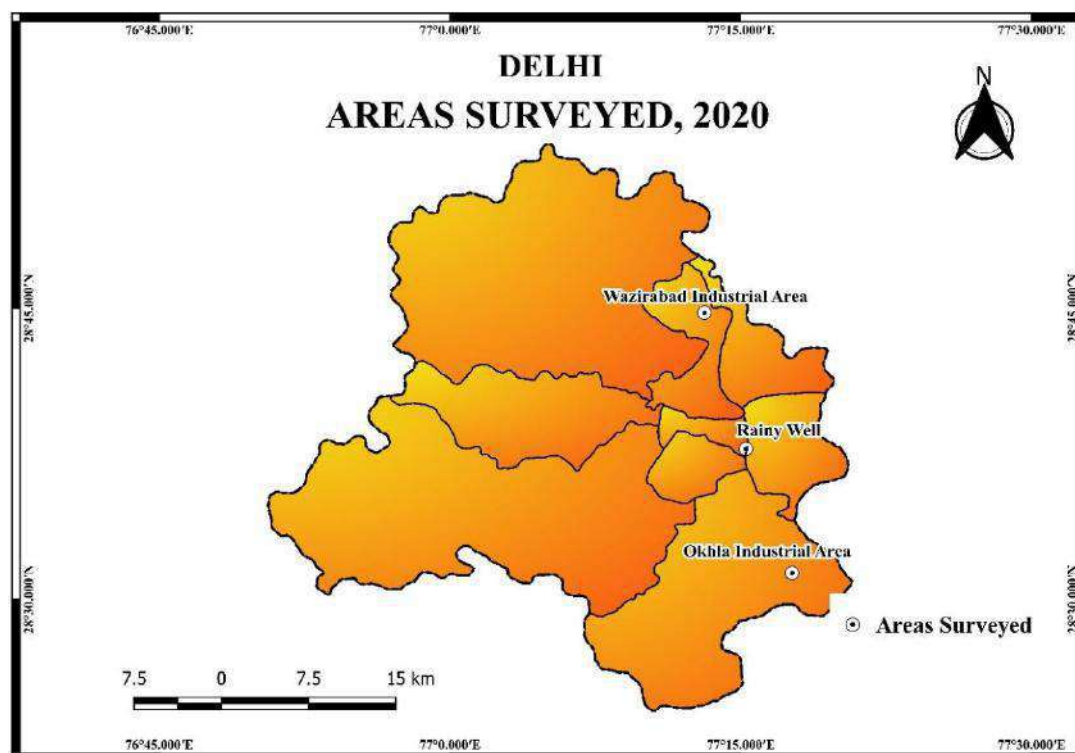 76°45.000'E 77°0.000'E 77°15.000'E 77°30.000'E
DELHI
AREAS SURVEYED, 2020
N
28°45.000'N 28°45.000'N
Wazirabad Industrial Area
Rainy Well
Okhla Industrial Area
28°30.000'N 28°30.000'N
Areas Surveyed
7.5 0 7.5 15 km
76°45.000'E 77°0.000'E 77°15.000'E 77°30.000'E